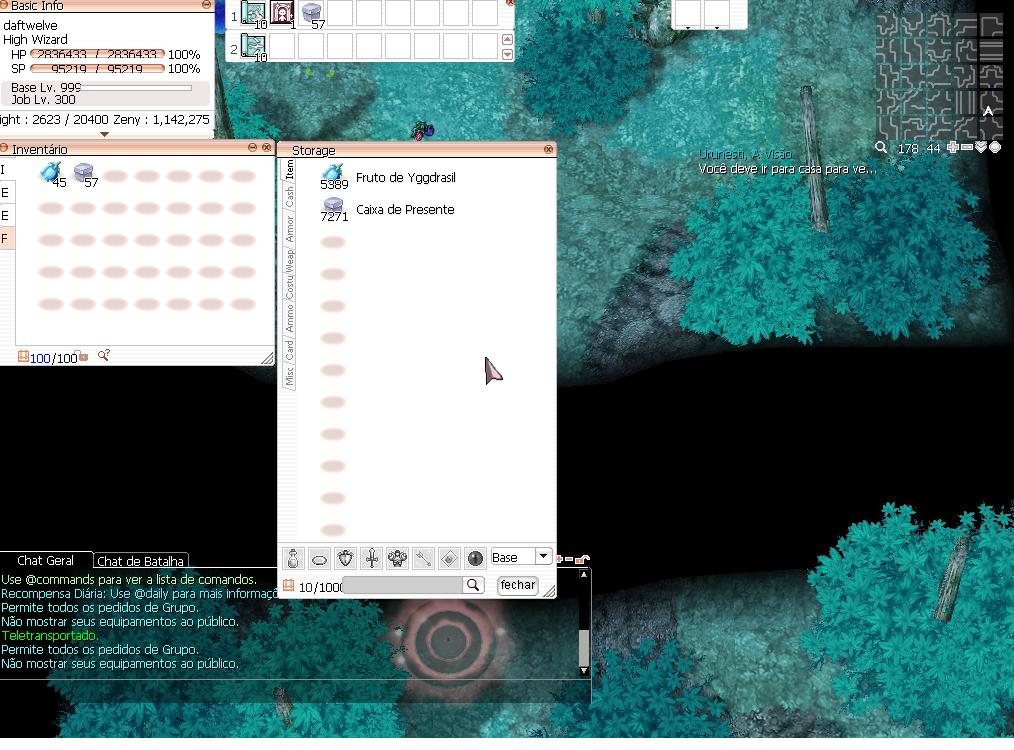 Basic Info
daftwelve
High Wizard
HP 2836433 / 2836433 100%
SP 95219 / 95219 100%
Base Lv. 999
Job Lv. 300
ight : 2623 / 20400 Zeny : 1,142,275
1 10 1 57
2 10
178 44
Urunesti, A Visão
Você deve ir para casa para ve...
Inventário
I
E
E
F
45 57
100/100
Storage
Item
Cash
Armor
Weap
Costu
Ammo
Card
Misc
5389 Fruto de Yggdrasil
7271 Caixa de Presente
Base
10/1000
fechar
Chat Geral Chat de Batalha
Use @commands para ver a lista de comandos.
Recompensa Diária: Use @daily para mais informaçõ
Permite todos os pedidos de Grupo.
Não mostrar seus equipamentos ao público.
Teletransportado.
Permite todos os pedidos de Grupo.
Não mostrar seus equipamentos ao público.